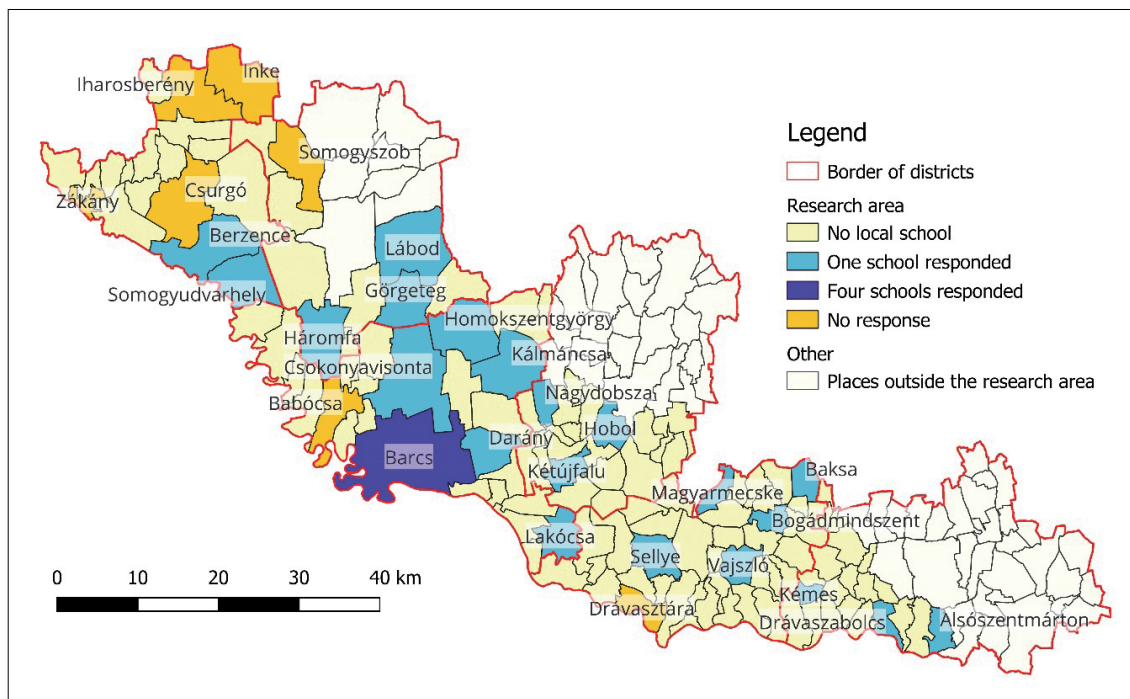 Inke
Iharosberény
Somogyszob
Csurgó
Zákány
Berzence
Lábod
Somogyudvarhely
Görgeteg
Homokszentgyörgy
Háromfa
Kálmáncsa
Csokonyavisonta
Nagydobsza
Babócsa
Hobol
Darány
Barcs
Kétújfalu
Baksa
Magyarmecske
Bogádmindszent
Lakócsa
Sellye
Vajszló
Kémes
Drávasztára
Drávaszabolcs
Alsószentmárton
0 10 20 30 40 km
Legend
Border of districts
Research area
No local school
One school responded
Four schools responded
No response
Other
Places outside the research area